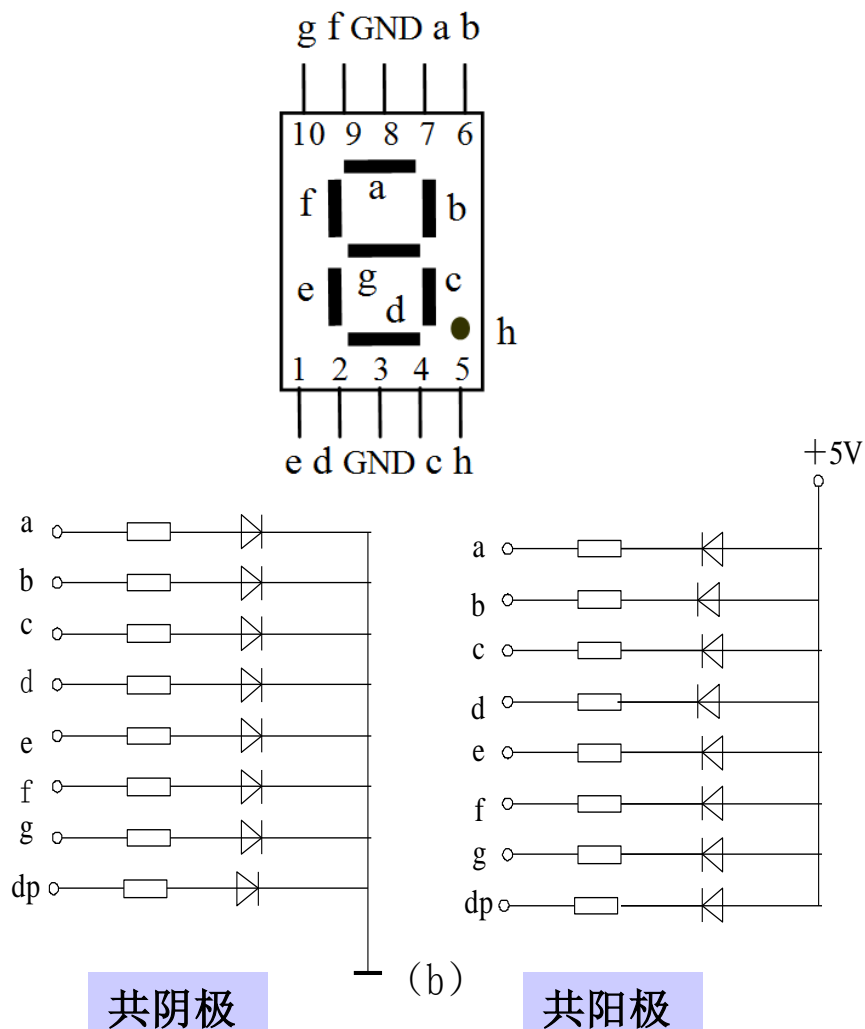 g f GND a b
10 9 8 7 6
a
f b
e g c
d
h
1 2 3 4 5
e d GND c h
+5V
a
b
c
d
e
f
g
dp
a
b
c
d
e
f
g
dp
(b)
共阴极
共阳极